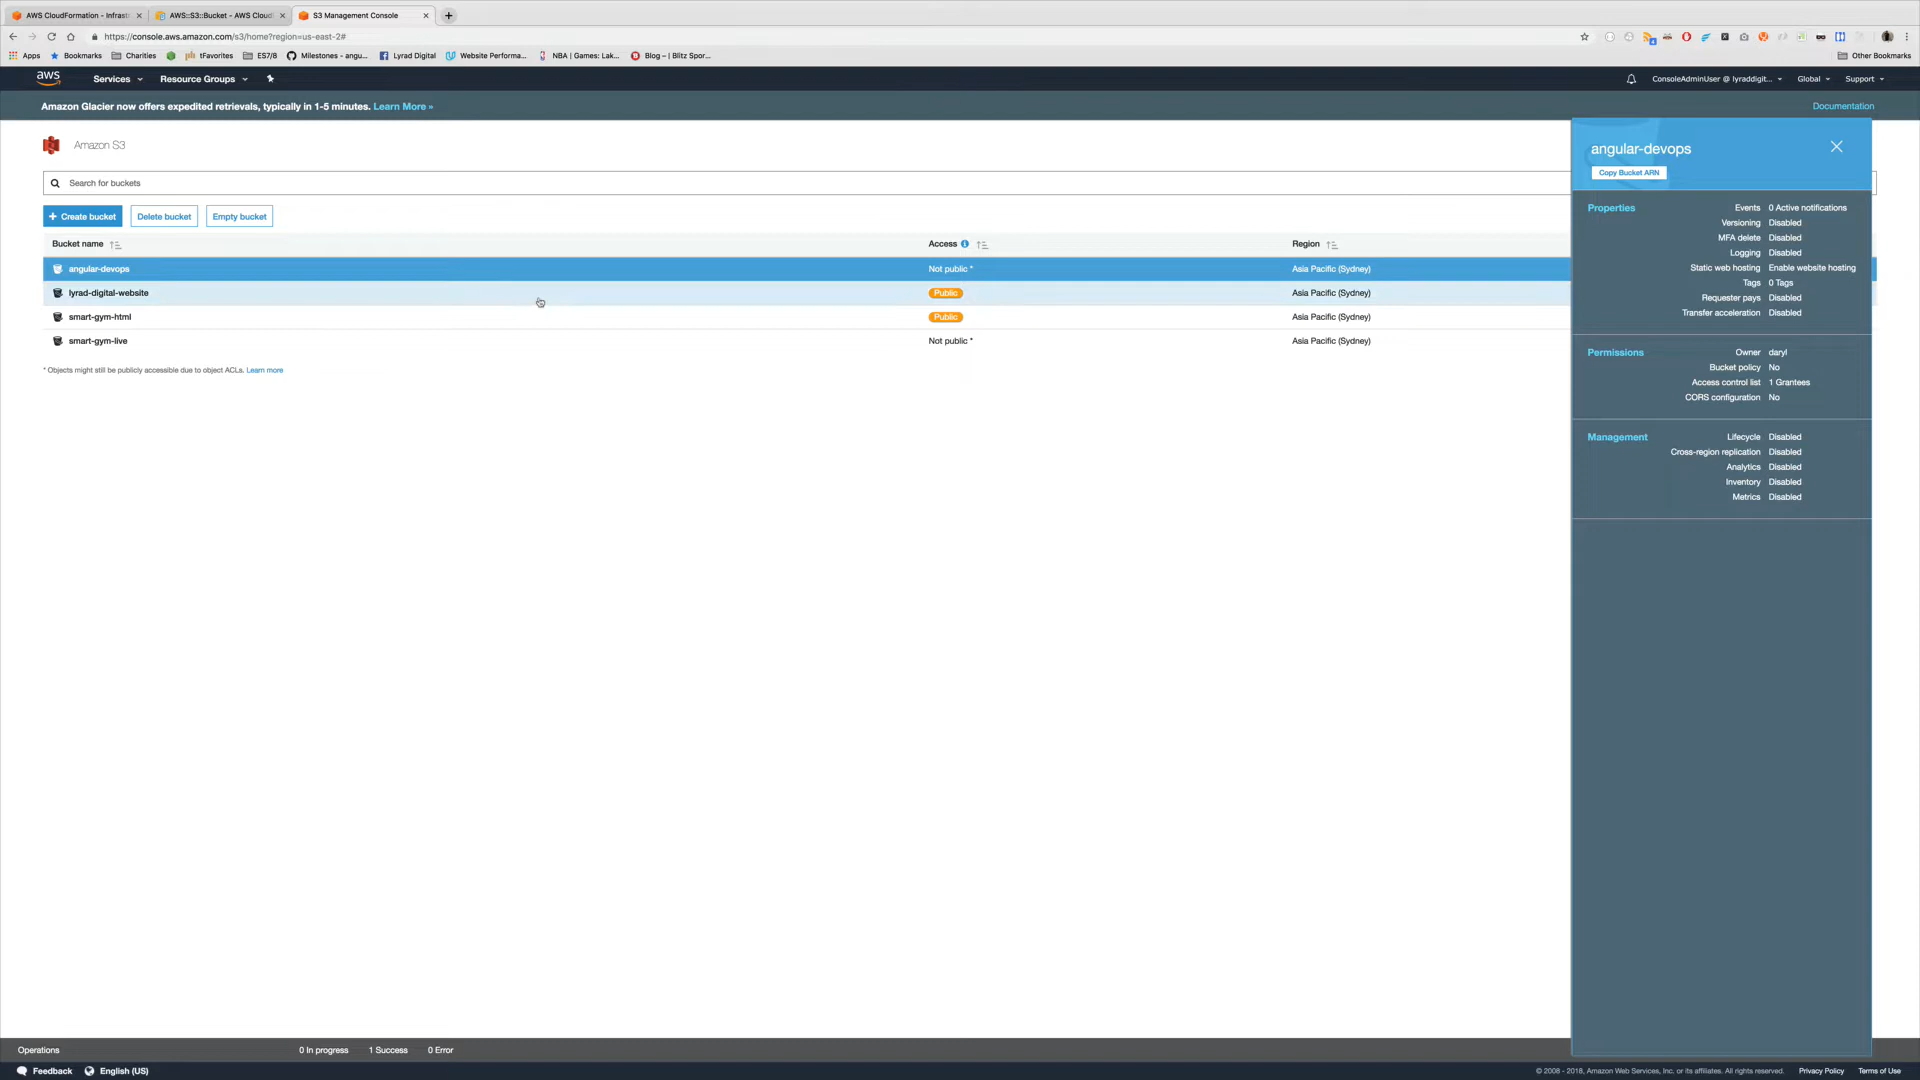 AWS CloudFormation - Infrast
AWS::S3::Bucket - AWS Cloud
S3 Management Console
https://console.aws.amazon.com/s3/home?region=us-east-2#
Apps
Bookmarks
Charities
tFavorites
ES7/8
Milestones - angu...
Lyrad Digital
Website Performa...
NBA | Games: Lak...
Blog – | Blitz Spor...
Other Bookmarks
aws
Services
Resource Groups
ConsoleAdminUser @ lyraddigit...
Global
Support
Amazon Glacier now offers expedited retrievals, typically in 1-5 minutes. Learn More »
Documentation
Amazon S3
Search for buckets
+ Create bucket
Delete bucket
Empty bucket
Bucket name
Access
Region
angular-devops
Not public *
Asia Pacific (Sydney)
lyrad-digital-website
Public
Asia Pacific (Sydney)
smart-gym-html
Public
Asia Pacific (Sydney)
smart-gym-live
Not public *
Asia Pacific (Sydney)
* Objects might still be publicly accessible due to object ACLs. Learn more
angular-devops
Copy Bucket ARN
Properties
Events 0 Active notifications
Versioning Disabled
MFA delete Disabled
Logging Disabled
Static web hosting Enable website hosting
Tags 0 Tags
Requester pays Disabled
Transfer acceleration Disabled
Permissions
Owner daryl
Bucket policy No
Access control list 1 Grantees
CORS configuration No
Management
Lifecycle Disabled
Cross-region replication Disabled
Analytics Disabled
Inventory Disabled
Metrics Disabled
Operations
0 In progress
1 Success
0 Error
Feedback
English (US)
© 2008 - 2018, Amazon Web Services, Inc. or its affiliates. All rights reserved.
Privacy Policy
Terms of Use